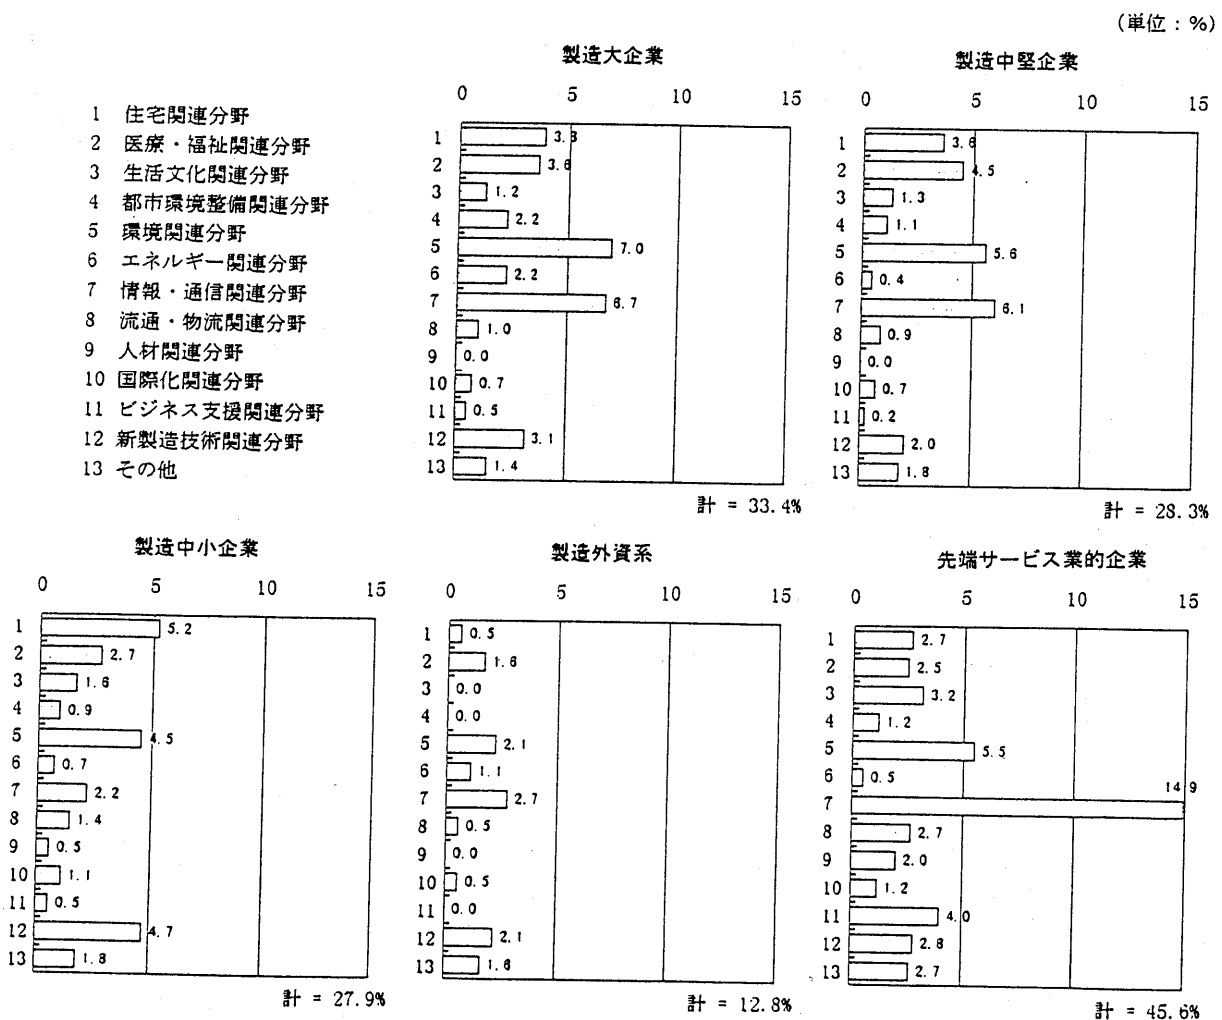 (単位：%)
1 住宅関連分野
2 医療・福祉関連分野
3 生活文化関連分野
4 都市環境整備関連分野
5 環境関連分野
6 エネルギー関連分野
7 情報・通信関連分野
8 流通・物流関連分野
9 人材関連分野
10 国際化関連分野
11 ビジネス支援関連分野
12 新製造技術関連分野
13 その他
製造大企業
0 5 10 15
1 3.8
2 3.6
3 1.2
4 2.2
5 7.0
6 2.2
7 6.7
8 1.0
9 0.0
10 0.7
11 0.5
12 3.1
13 1.4
計 = 33.4%
製造中堅企業
0 5 10 15
1 3.6
2 4.5
3 1.3
4 1.1
5 5.6
6 0.4
7 6.1
8 0.9
9 0.0
10 0.7
11 0.2
12 2.0
13 1.8
計 = 28.3%
製造中小企業
0 5 10 15
1 5.2
2 2.7
3 1.6
4 0.9
5 4.5
6 0.7
7 2.2
8 1.4
9 0.5
10 1.1
11 0.5
12 4.7
13 1.8
計 = 27.9%
製造外資系
0 5 10 15
1 0.5
2 1.6
3 0.0
4 0.0
5 2.1
6 1.1
7 2.7
8 0.5
9 0.0
10 0.5
11 0.0
12 2.1
13 1.6
計 = 12.8%
先端サービス業的企業
0 5 10 15
1 2.7
2 2.5
3 3.2
4 1.2
5 5.5
6 0.5
7 14.9
8 2.7
9 2.0
10 1.2
11 4.0
12 2.8
13 2.7
計 = 45.6%